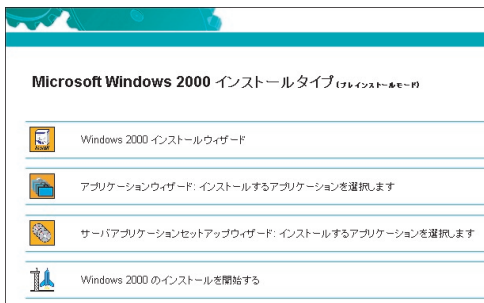 Microsoft Windows 2000 インストールタイプ(プレインストールモード)
Windows 2000 インストールウィザード
アプリケーションウィザード: インストールするアプリケーションを選択します
サーバアプリケーションセットアップウィザード: インストールするアプリケーションを選択します
Windows 2000 のインストールを開始する